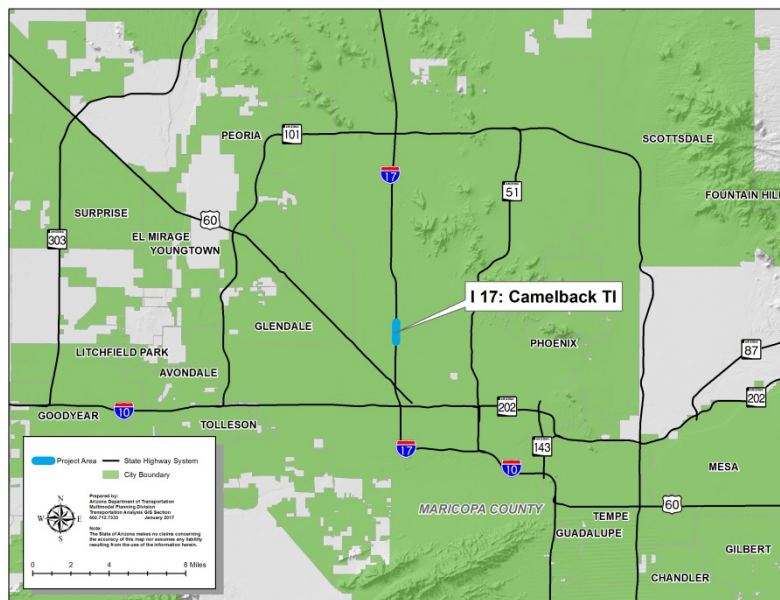 PEORIA
101
SCOTTSDALE
17
51
FOUNTAIN HILL
SURPRISE
60
303
EL MIRAGE
YOUNGTOWN
I 17: Camelback TI
GLENDALE
PHOENIX
87
LITCHFIELD PARK
AVONDALE
202
GOODYEAR
10
202
TOLLESON
17
143
10
MESA
MARICOPA COUNTY
60
TEMPE
GUADALUPE
GILBERT
CHANDLER
Project Area
State Highway System
City Boundary
N
W E
S
Prepared by:
Arizona Department of Transportation
Multimodal Planning Division
Transportation Analysis GIS Section
602.712.7333 January 2017
Note:
The State of Arizona makes no claims concerning
the accuracy of this map nor assumes any liability
resulting from the use of the information herein.
0 2 4 8 Miles